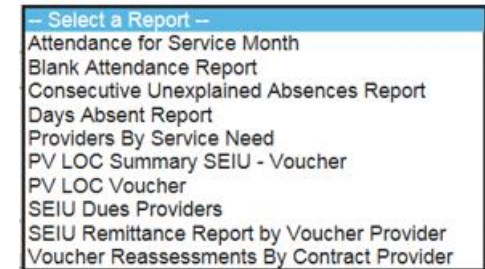 -- Select a Report --
Attendance for Service Month
Blank Attendance Report
Consecutive Unexplained Absences Report
Days Absent Report
Providers By Service Need
PV LOC Summary SEIU - Voucher
PV LOC Voucher
SEIU Dues Providers
SEIU Remittance Report by Voucher Provider
Voucher Reassessments By Contract Provider